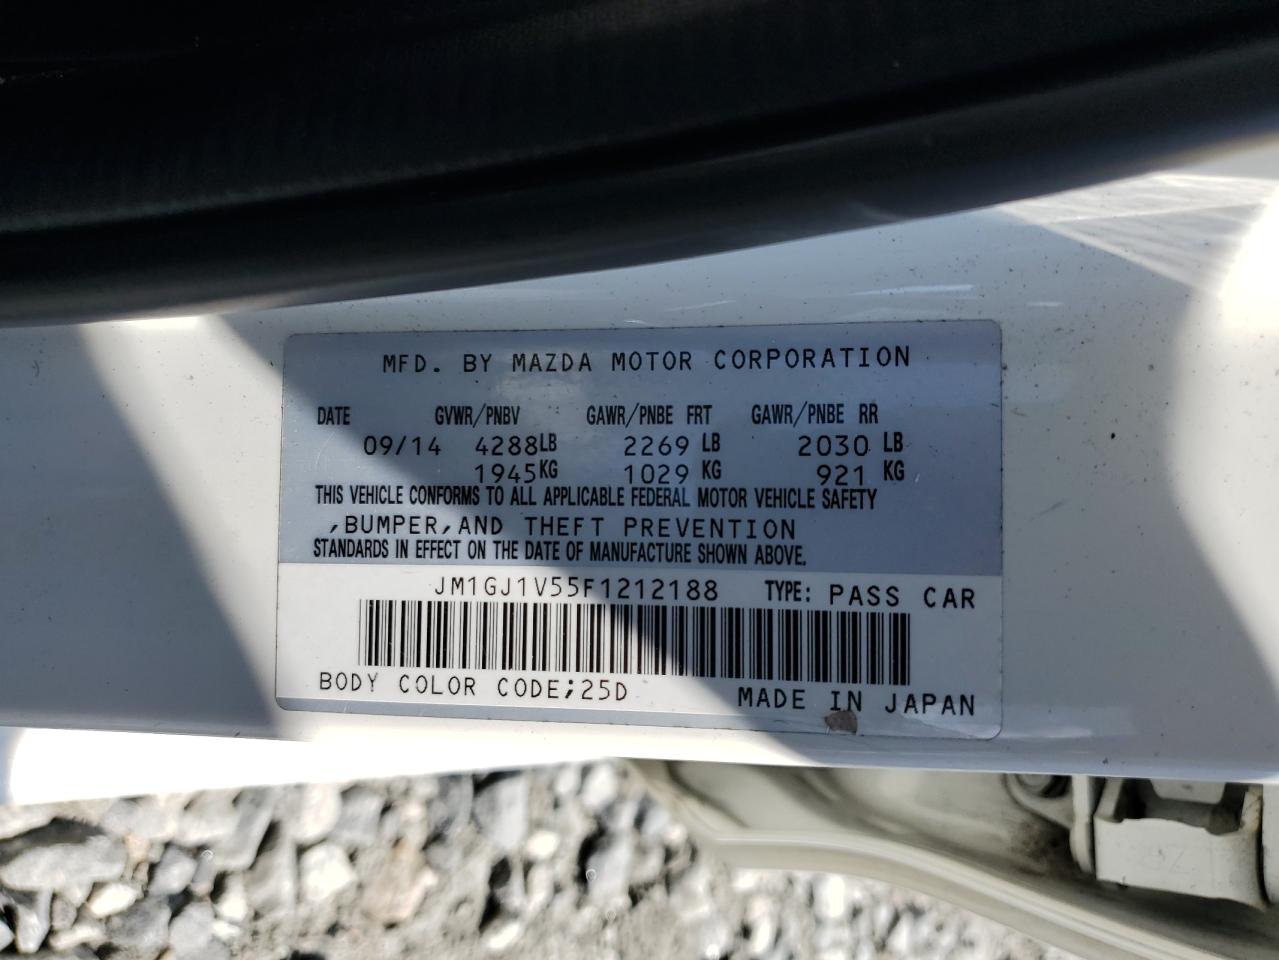 MFD. BY MAZDA MOTOR CORPORATION
DATE GVWR/PNBV GAWR/PNBE FRT GAWR/PNBE RR
09/14 4288LB 2269 LB 2030 LB
1945KG 1029 KG 921 KG
THIS VEHICLE CONFORMS TO ALL APPLICABLE FEDERAL MOTOR VEHICLE SAFETY
,BUMPER,AND THEFT PREVENTION
STANDARDS IN EFFECT ON THE DATE OF MANUFACTURE SHOWN ABOVE.
JM1GJ1V55F1212188 TYPE: PASS CAR
BODY COLOR CODE;25D MADE IN JAPAN